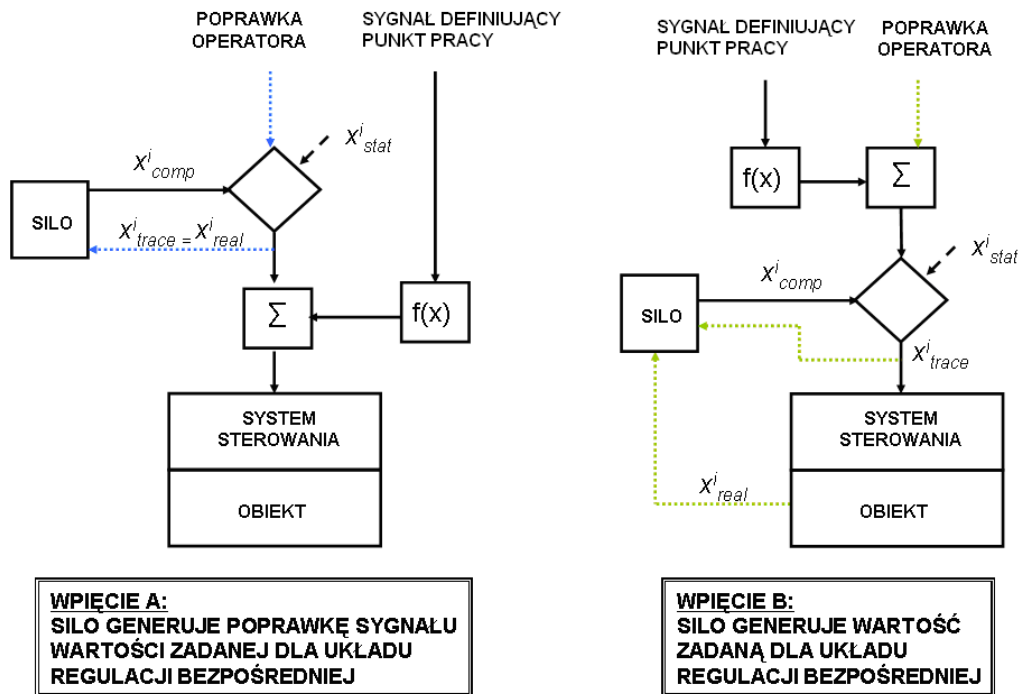 POPRAWKA
OPERATORA
SYGNAŁ DEFINIUJĄCY
PUNKT PRACY
x^i_stat
x^i_comp
SILO
x^i_trace = x^i_real
Σ
f(x)
SYSTEM
STEROWANIA
OBIEKT
WPIĘCIE A:
SILO GENERUJE POPRAWKĘ SYGNAŁU
WARTOŚCI ZADANEJ DLA UKŁADU
REGULACJI BEZPOŚREDNIEJ
SYGNAŁ DEFINIUJĄCY
PUNKT PRACY
POPRAWKA
OPERATORA
f(x)
Σ
x^i_stat
x^i_comp
SILO
x^i_trace
SYSTEM
STEROWANIA
x^i_real
OBIEKT
WPIĘCIE B:
SILO GENERUJE WARTOŚĆ
ZADANĄ DLA UKŁADU
REGULACJI BEZPOŚREDNIEJ